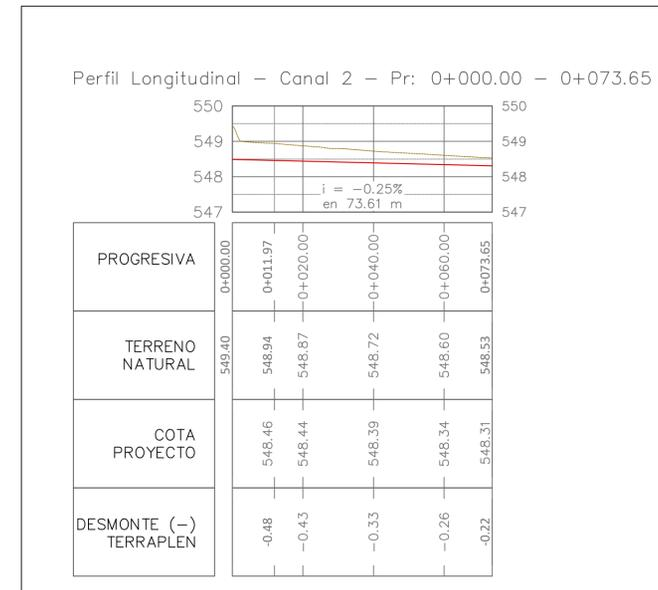 Perfil Longitudinal – Canal 2 – Pr: 0+000.00 – 0+073.65
550 550
549 549
548 548
547 547
i = -0.25%
en 73.61 m
PROGRESIVA 0+000.00 0+011.97 0+020.00 0+040.00 0+060.00 0+073.65
TERRENO
NATURAL 549.40 548.94 548.87 548.72 548.60 548.53
COTA
PROYECTO 548.46 548.44 548.39 548.34 548.31
DESMONTE (-)
TERRAPLEN -0.48 -0.43 -0.33 -0.26 -0.22